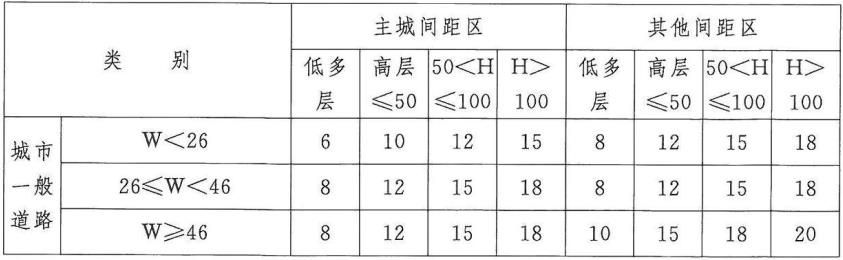 类 别 主城间距区 其他间距区
低多层 高层≤50 50<H≤100 H>100 低多层 高层≤50 50<H≤100 H>100
城市一般道路
W<26 6 10 12 15 8 12 15 18
26≤W<46 8 12 15 18 8 12 15 18
W≥46 8 12 15 18 10 15 18 20